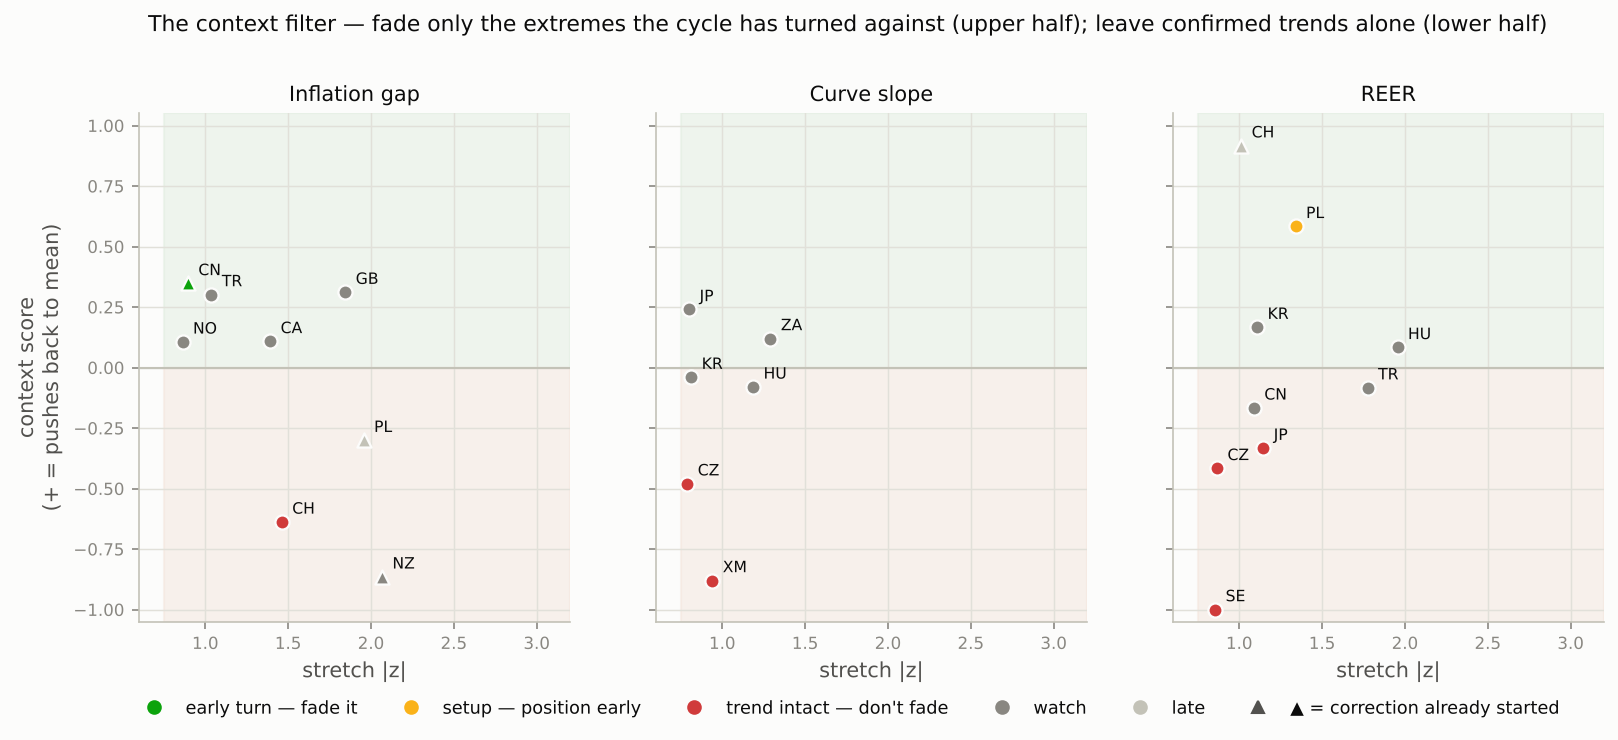 The context filter — fade only the extremes the cycle has turned against (upper half); leave confirmed trends alone (lower half)
Inflation gap
Curve slope
REER
context score
(+ = pushes back to mean)
1.00
0.75
0.50
0.25
0.00
−0.25
−0.50
−0.75
−1.00
CN
TR
GB
NO
CA
PL
CH
NZ
JP
ZA
KR
HU
CZ
XM
CH
PL
KR
HU
TR
CN
JP
CZ
SE
1.0 1.5 2.0 2.5 3.0
1.0 1.5 2.0 2.5 3.0
1.0 1.5 2.0 2.5 3.0
stretch |z|
stretch |z|
stretch |z|
early turn — fade it
setup — position early
trend intact — don't fade
watch
late
▲ = correction already started